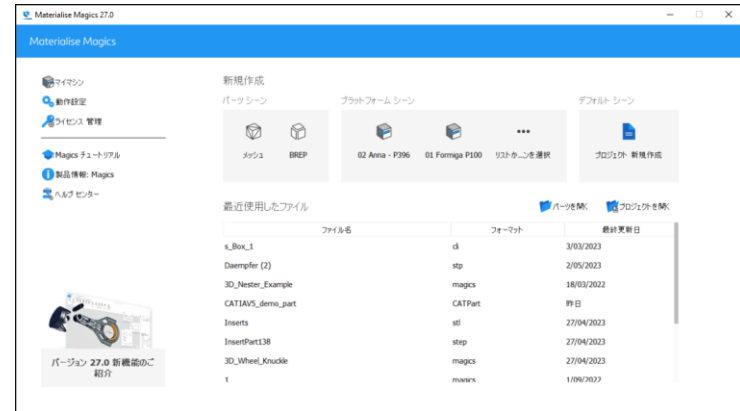 Materialise Magics 27.0
Materialise Magics
マイマシン
動作設定
ライセンス 管理
Magics チュートリアル
製品情報: Magics
ヘルプ センター
バージョン 27.0 新機能のご
紹介
新規作成
パーツ シーン
プラットフォーム シーン
デフォルト シーン
メッシュ
BREP
02 Anna - P396
01 Formiga P100
リストか...ンを選択
プロジェクト 新規作成
最近使用したファイル
パーツを開く
プロジェクトを開く
ファイル名 フォーマット 最終更新日
s_Box_1 cli 3/03/2023
Daempfer (2) stp 2/05/2023
3D_Nester_Example magics 18/03/2022
CATIAV5_demo_part CATPart 昨日
Inserts stl 27/04/2023
InsertPart138 step 27/04/2023
3D_Wheel_Knuckle magics 27/04/2023
1 magics 1/09/2022